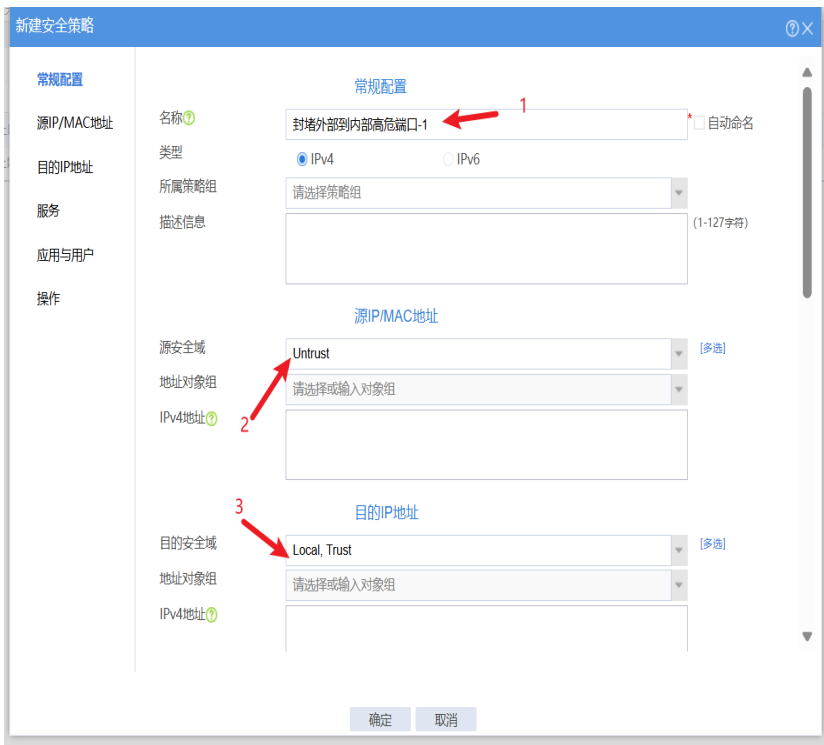 新建安全策略
常规配置
源IP/MAC地址
目的IP地址
服务
应用与用户
操作
常规配置
名称 封堵外部到内部高危端口-1 * 自动命名
1
类型 IPv4 IPv6
所属策略组 请选择策略组
描述信息 (1-127字符)
源IP/MAC地址
源安全域 Untrust [多选]
地址对象组 请选择或输入对象组
IPv4地址
2
目的IP地址
3
目的安全域 Local, Trust [多选]
地址对象组 请选择或输入对象组
IPv4地址
确定 取消